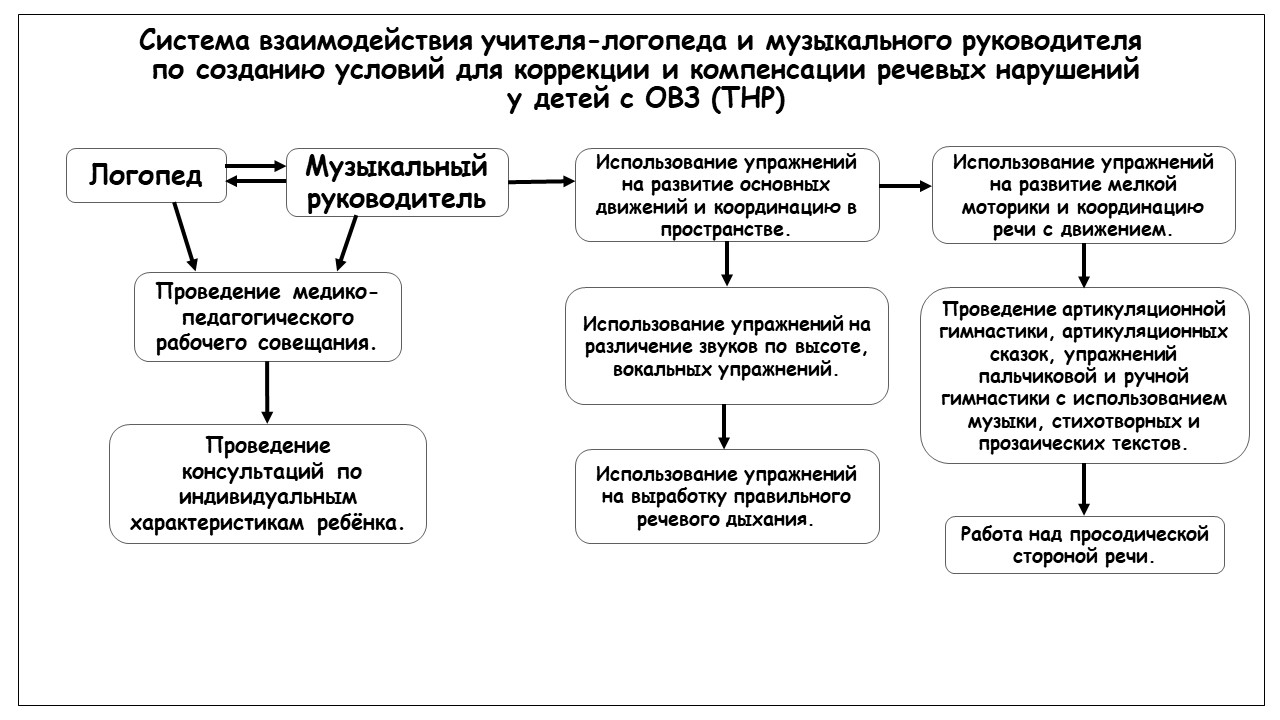 Система взаимодействия учителя-логопеда и музыкального руководителя
по созданию условий для коррекции и компенсации речевых нарушений
у детей с ОВЗ (ТНР)
Логопед
Музыкальный
руководитель
Использование упражнений
на развитие основных
движений и координацию в
пространстве.
Использование упражнений
на развитие мелкой
моторики и координацию
речи с движением.
Проведение медико-
педагогического
рабочего совещания.
Использование упражнений на
различение звуков по высоте,
вокальных упражнений.
Проведение артикуляционной
гимнастики, артикуляционных
сказок, упражнений
пальчиковой и ручной
гимнастики с использованием
музыки, стихотворных и
прозаических текстов.
Проведение
консультаций по
индивидуальным
характеристикам ребёнка.
Использование упражнений
на выработку правильного
речевого дыхания.
Работа над просодической
стороной речи.